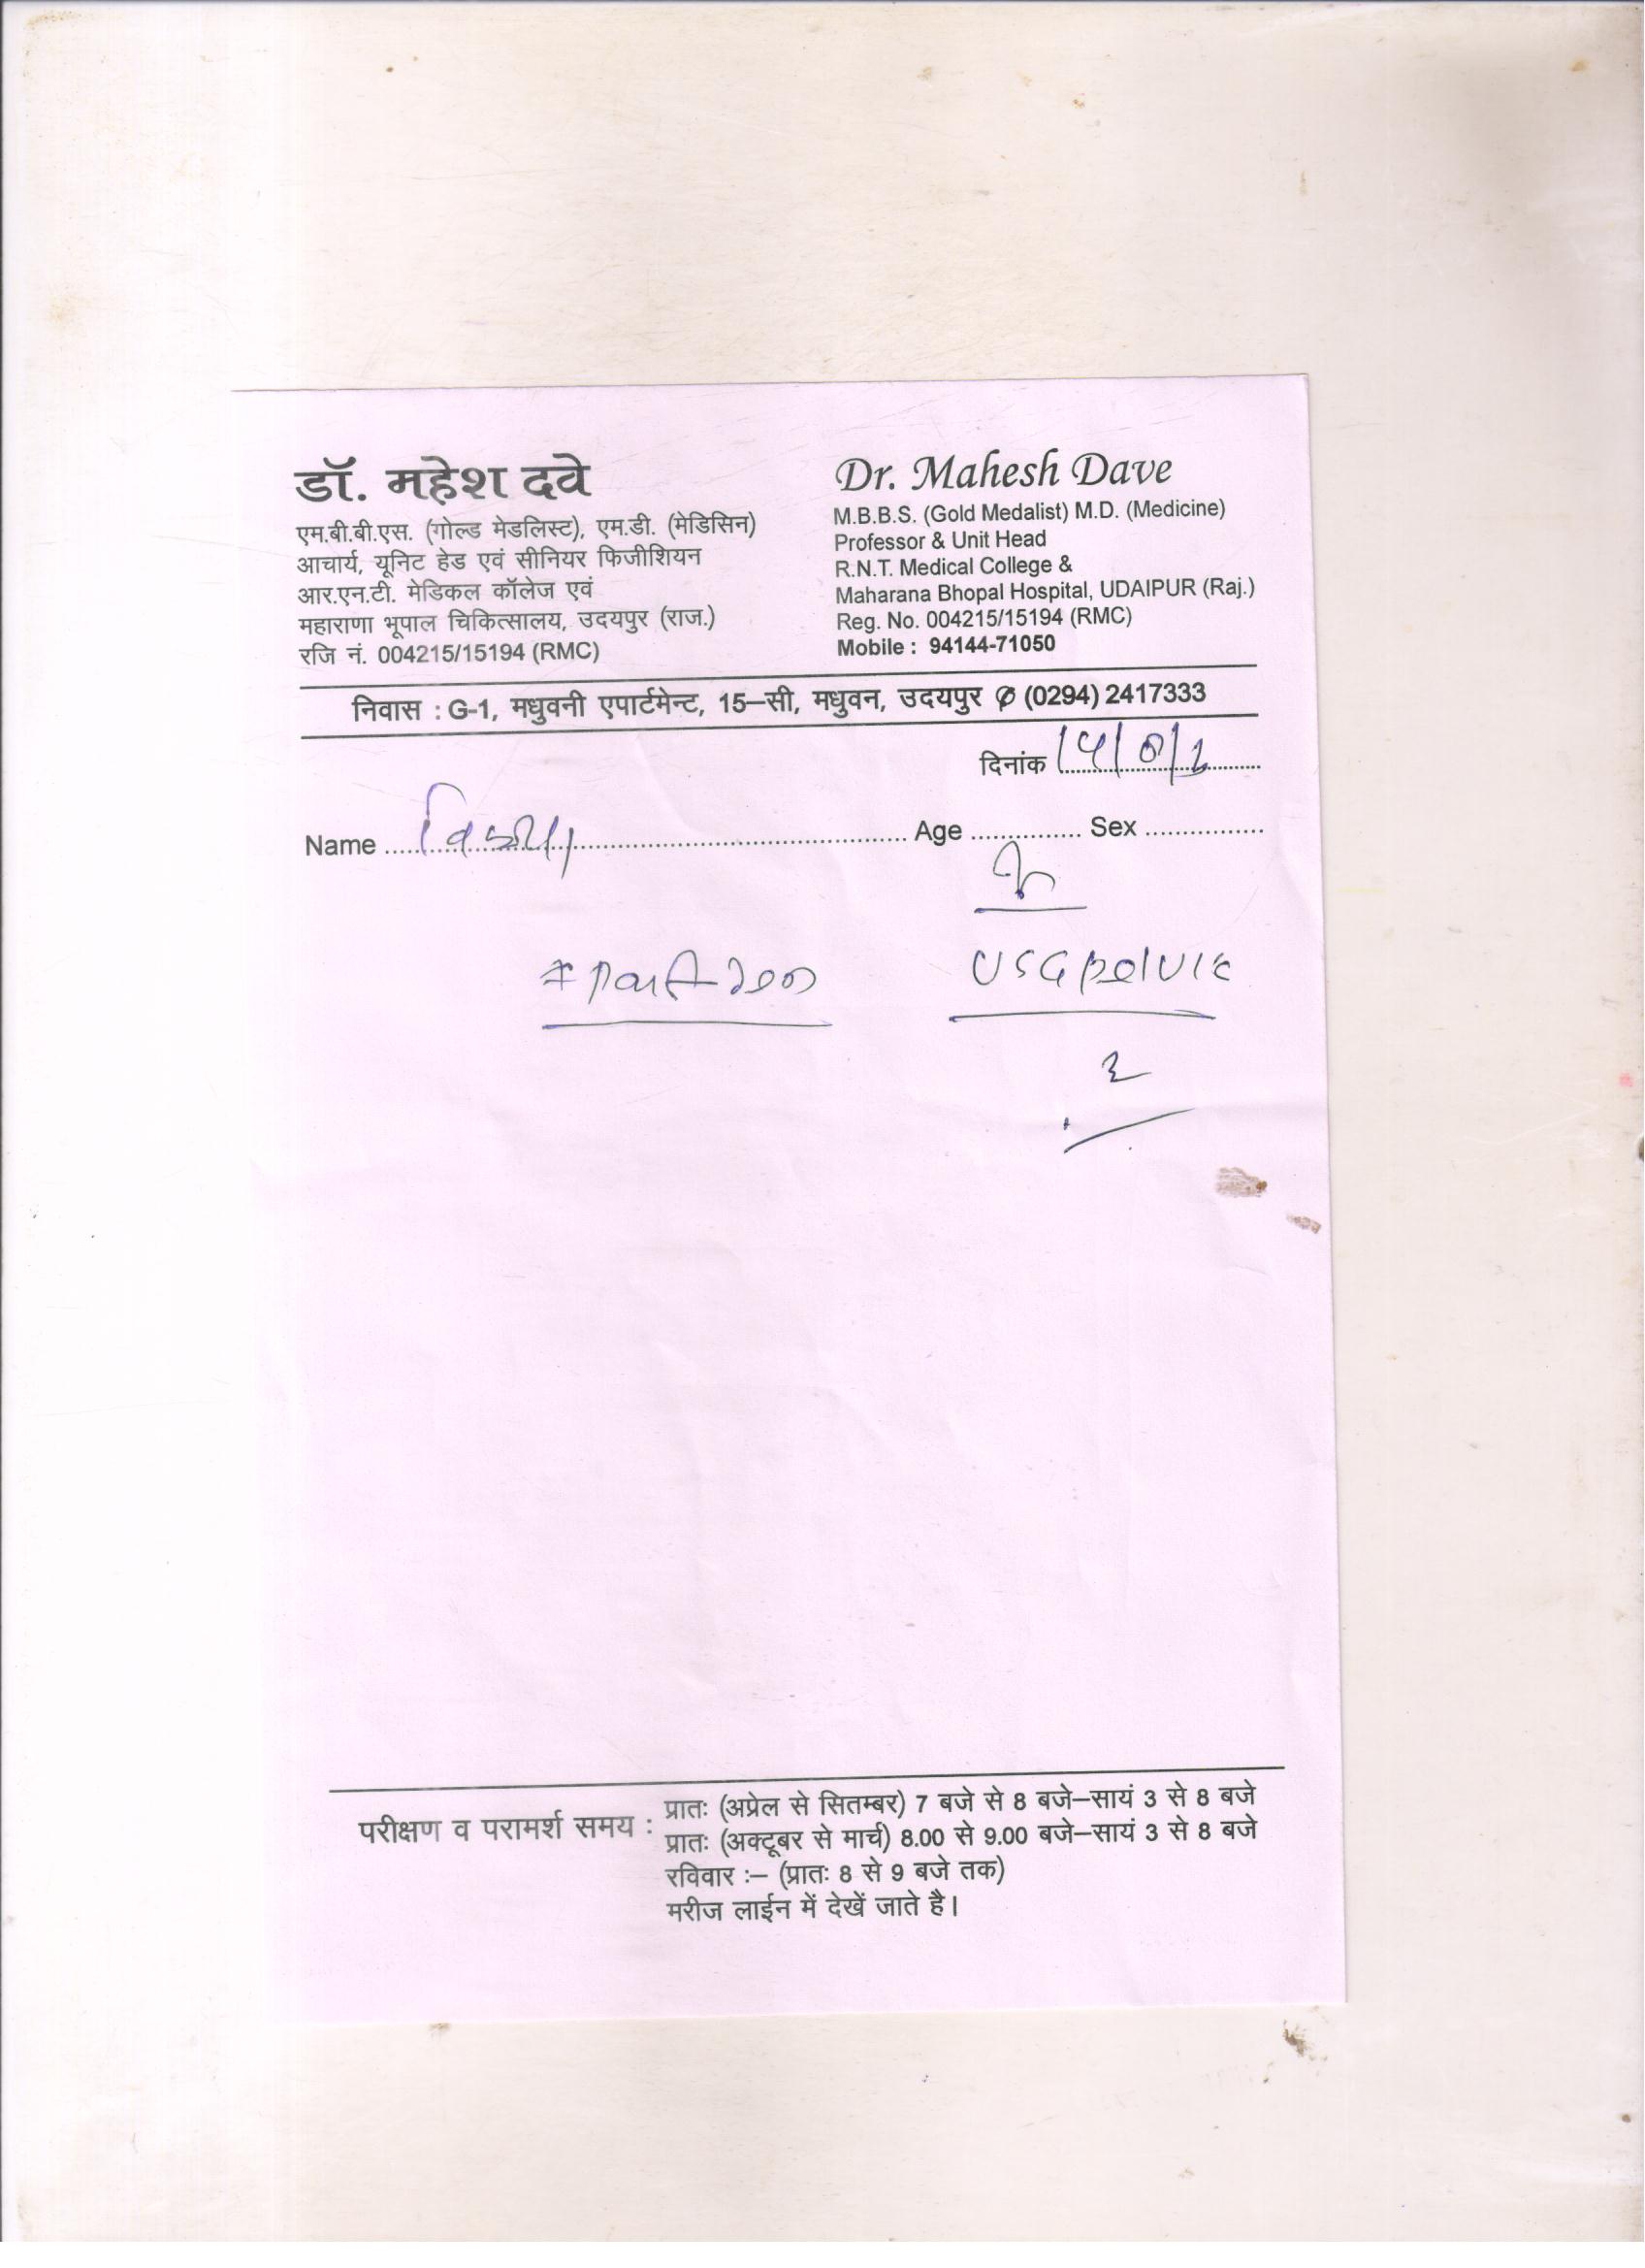 डॉ. महेश दवे
एम.बी.बी.एस. (गोल्ड मेडलिस्ट), एम.डी. (मेडिसिन)
आचार्य, यूनिट हेड एवं सीनियर फिजीशियन
आर.एन.टी. मेडिकल कॉलेज एवं
महाराणा भूपाल चिकित्सालय, उदयपुर (राज.)
रजि नं. 004215/15194 (RMC)
Dr. Mahesh Dave
M.B.B.S. (Gold Medalist) M.D. (Medicine)
Professor & Unit Head
R.N.T. Medical College &
Maharana Bhopal Hospital, UDAIPUR (Raj.)
Reg. No. 004215/15194 (RMC)
Mobile : 94144-71050
निवास : G-1, मधुवनी एपार्टमेन्ट, 15–सी, मधुवन, उदयपुर ✆ (0294) 2417333
दिनांक
Name Age Sex
USG pelvic
परीक्षण व परामर्श समय : प्रातः (अप्रेल से सितम्बर) 7 बजे से 8 बजे–सायं 3 से 8 बजे
प्रातः (अक्टूबर से मार्च) 8.00 से 9.00 बजे–सायं 3 से 8 बजे
रविवार :– (प्रातः 8 से 9 बजे तक)
मरीज लाईन में देखें जाते है।